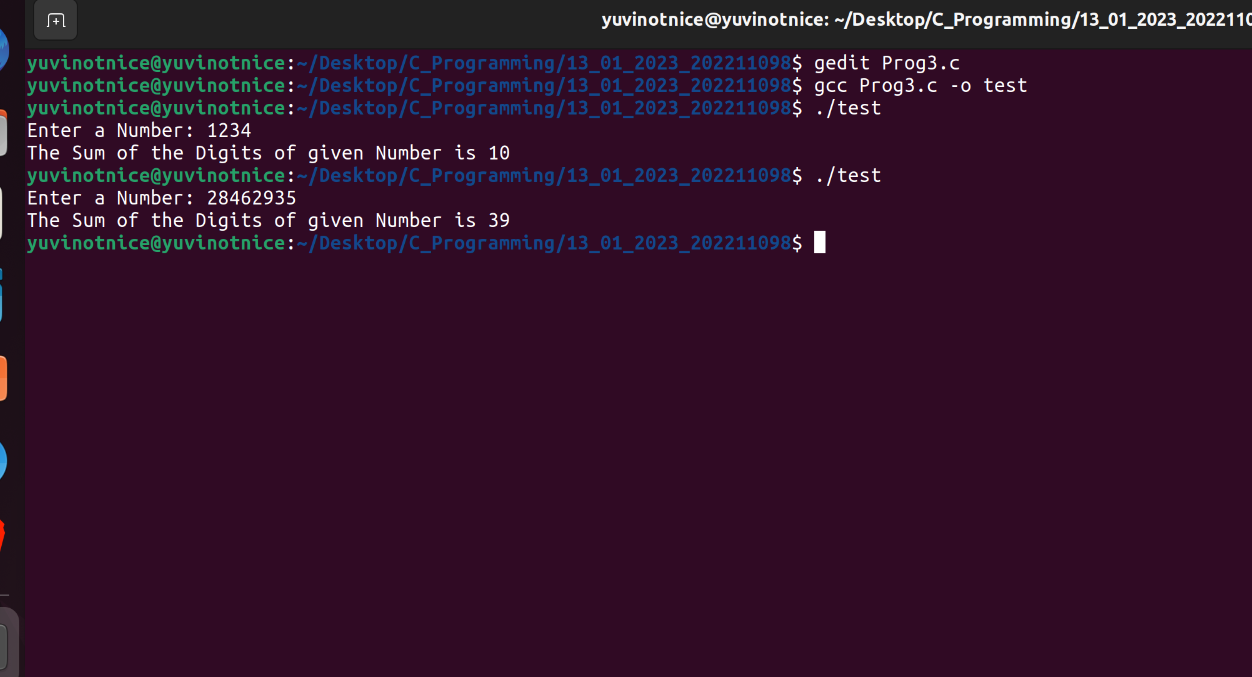 yuvinotnice@yuvinotnice: ~/Desktop/C_Programming/13_01_2023_20221109
yuvinotnice@yuvinotnice:~/Desktop/C_Programming/13_01_2023_202211098$ gedit Prog3.c
yuvinotnice@yuvinotnice:~/Desktop/C_Programming/13_01_2023_202211098$ gcc Prog3.c -o test
yuvinotnice@yuvinotnice:~/Desktop/C_Programming/13_01_2023_202211098$ ./test
Enter a Number: 1234
The Sum of the Digits of given Number is 10
yuvinotnice@yuvinotnice:~/Desktop/C_Programming/13_01_2023_202211098$ ./test
Enter a Number: 28462935
The Sum of the Digits of given Number is 39
yuvinotnice@yuvinotnice:~/Desktop/C_Programming/13_01_2023_202211098$